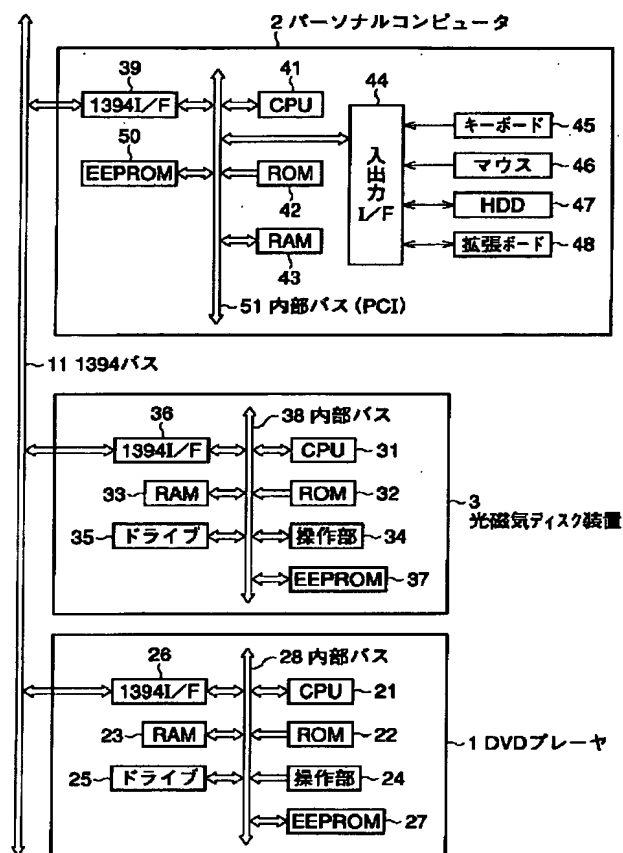 2 パーソナルコンピュータ
39
41
44
1394I/F
CPU
キーボード 45
50
マウス 46
EEPROM
ROM
入出力I/F
HDD 47
42
拡張ボード 48
RAM
43
51 内部バス (PCI)
11 1394バス
36
38 内部バス
1394I/F
CPU 31
33 RAM
ROM 32
3
光磁気ディスク装置
35 ドライブ
操作部 34
EEPROM 37
26
28 内部バス
1394I/F
CPU 21
23 RAM
ROM 22
1 DVDプレーヤ
25 ドライブ
操作部 24
EEPROM 27